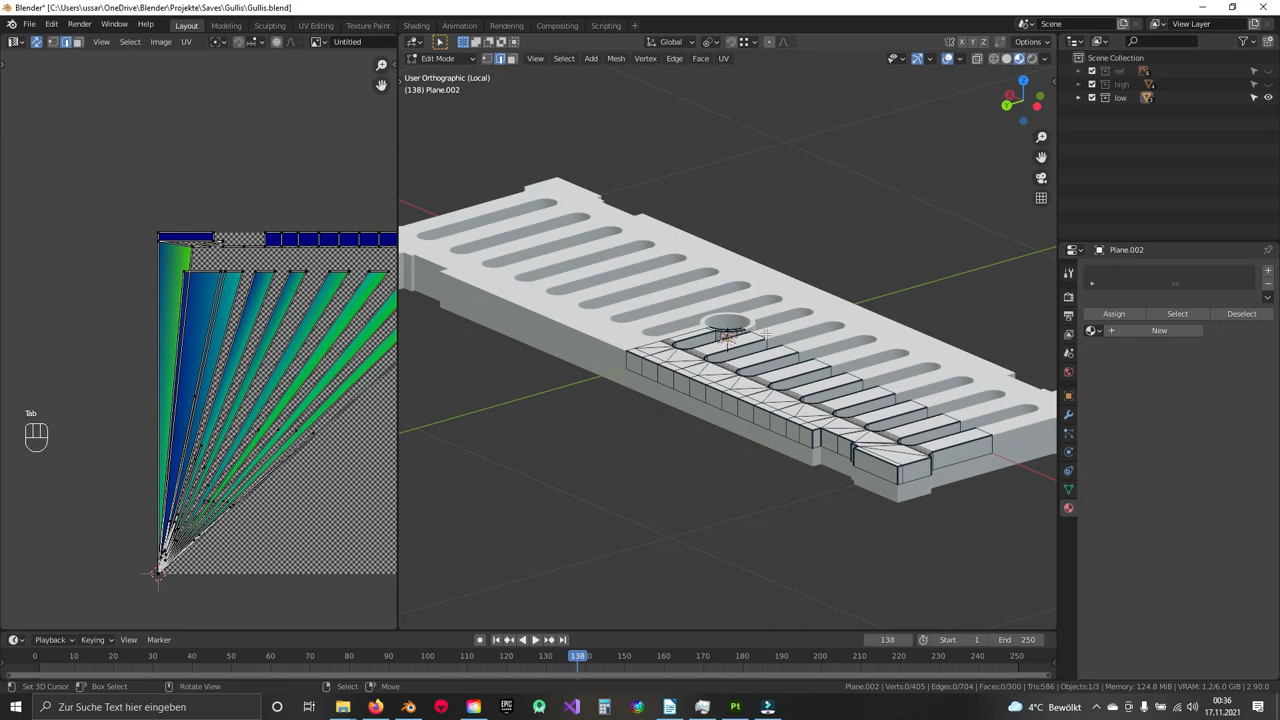 Blender* [C:\Users\ussar\OneDrive\Blender\Projekte\Saves\Gullis\Gullis.blend]
File Edit Render Window Help Layout Modeling Sculpting UV Editing Texture Paint Shading Animation Rendering Compositing Scripting Scene View Layer
View Select Image UV Untitled Global X Y Z Options
Edit Mode View Select Add Mesh Vertex Edge Face UV Scene Collection
User Orthographic (Local)
(138) Plane.002
ref 6
high 4
low
Z
X
Y
Plane.002
Assign Select Deselect
New
Tab
Playback Keying View Marker 138 Start 1 End 250
0 10 20 30 40 50 60 70 80 90 100 110 120 130 138 150 160 170 180 190 200 210 220 230 240 250
Set 3D Cursor Box Select Rotate View Select Move Plane.002 | Verts:0/405 | Edges:0/704 | Faces:0/300 | Tris:586 | Objects:1/3 | Memory: 124.8 MiB | VRAM: 1.2/6.0 GiB | 2.90.0
Zur Suche Text hier eingeben EPIC GAMES Pt 4°C Bewölkt 00:36
17.11.2021